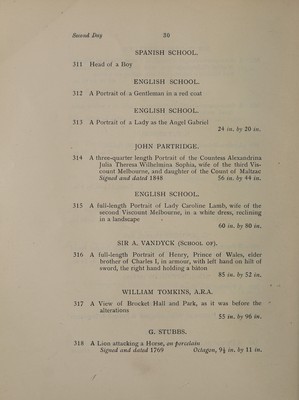 Second Day
30
SPANISH SCHOOL.
311 Head of a Boy
ENGLISH SCHOOL.
312 A Portrait of a Gentleman in a red coat
ENGLISH SCHOOL.
313 A Portrait of a Lady as the Angel Gabriel
24 in. by 20 in.
JOHN PARTRIDGE.
314 A three-quarter length Portrait of the Countess Alexandrina
Julia Theresa Wilhelmina Sophia, wife of the third Vis-
count Melbourne, and daughter of the Count of Maltzac
Signed and dated 1848 56 in. by 44 in.
ENGLISH SCHOOL.
315 A full-length Portrait of Lady Caroline Lamb, wife of the
second Viscount Melbourne, in a white dress, reclining
in a landscape
60 in. by 80 in.
SIR A. VANDYCK (SCHOOL OF).
316 A full-length Portrait of Henry, Prince of Wales, elder
brother of Charles I, in armour, with left hand on hilt of
sword, the right hand holding a bâton
85 in. by 52 in.
WILLIAM TOMKINS, A.R.A.
317 A View of Brocket Hall and Park, as it was before the
alterations
55 in. by 96 in.
G. STUBBS.
318 A Lion attacking a Horse, on porcelain
Signed and dated 1769 Octagon, 9½ in. by 11 in.